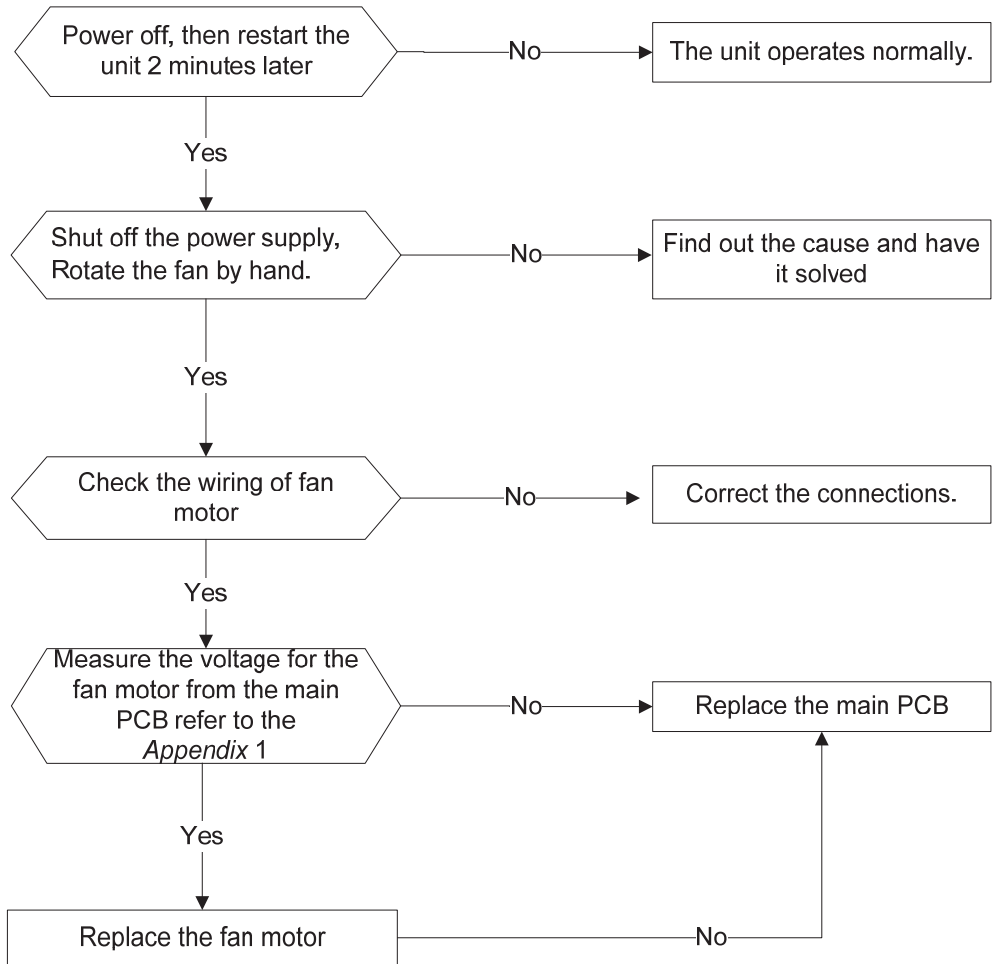 Power off, then restart the
unit 2 minutes later
No
The unit operates normally.
Yes
Shut off the power supply,
Rotate the fan by hand.
No
Find out the cause and have
it solved
Yes
Check the wiring of fan
motor
No
Correct the connections.
Yes
Measure the voltage for the
fan motor from the main
PCB refer to the
Appendix 1
No
Replace the main PCB
Yes
Replace the fan motor
No